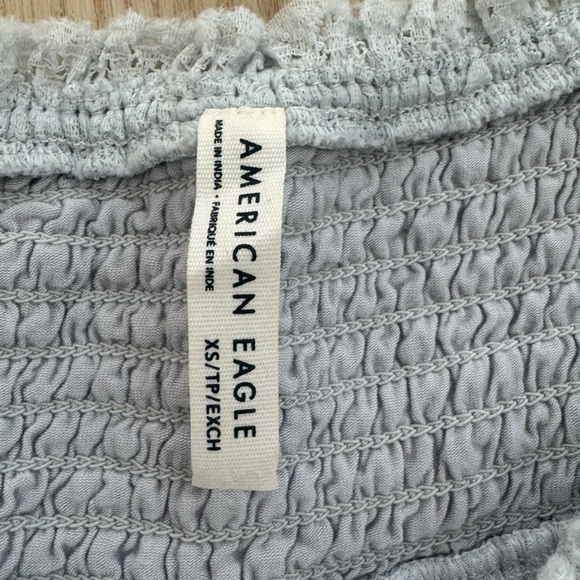 AMERICAN EAGLE
MADE IN INDIA • FABRIQUÉ EN INDE
XS/TP/EXCH